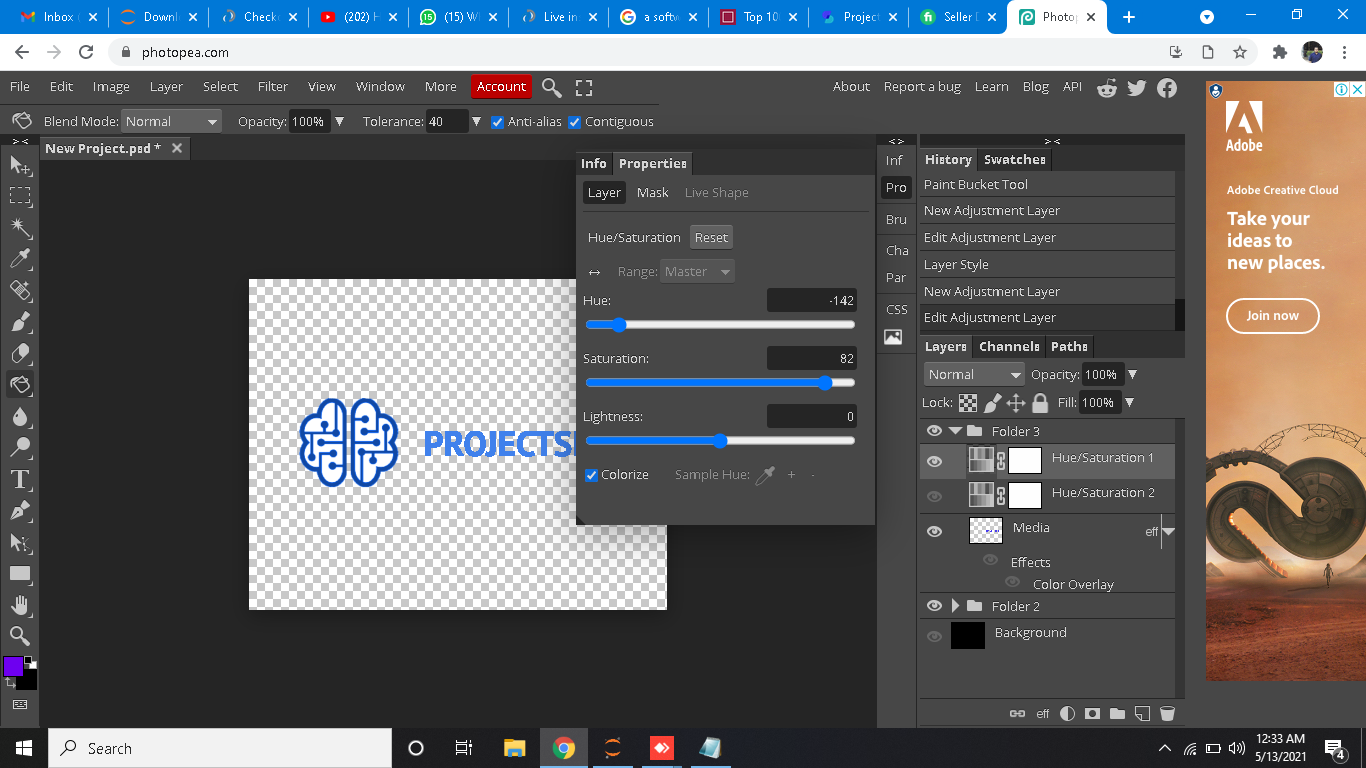 Inbox (
Downl
Check
(202) H
(15) W
Live in
a softw
Top 10
Project
Seller D
Photop
photopea.com
File Edit Image Layer Select Filter View Window More Account
About Report a bug Learn Blog API
Blend Mode: Normal Opacity: 100% Tolerance: 40 Anti-alias Contiguous
New Project.psd *
Info Properties
Layer Mask Live Shape
Hue/Saturation Reset
Range: Master
Hue: -142
Saturation: 82
Lightness: 0
Colorize Sample Hue: + -
PROJECTS
Inf
Pro
Bru
Cha
Par
CSS
History Swatches
Paint Bucket Tool
New Adjustment Layer
Edit Adjustment Layer
Layer Style
New Adjustment Layer
Edit Adjustment Layer
Layers Channels Paths
Normal Opacity: 100%
Lock: Fill: 100%
Folder 3
Hue/Saturation 1
Hue/Saturation 2
Media eff
Effects
Color Overlay
Folder 2
Background
eff
Adobe
Adobe Creative Cloud
Take your
ideas to
new places.
Join now
Search
12:33 AM
5/13/2021
4